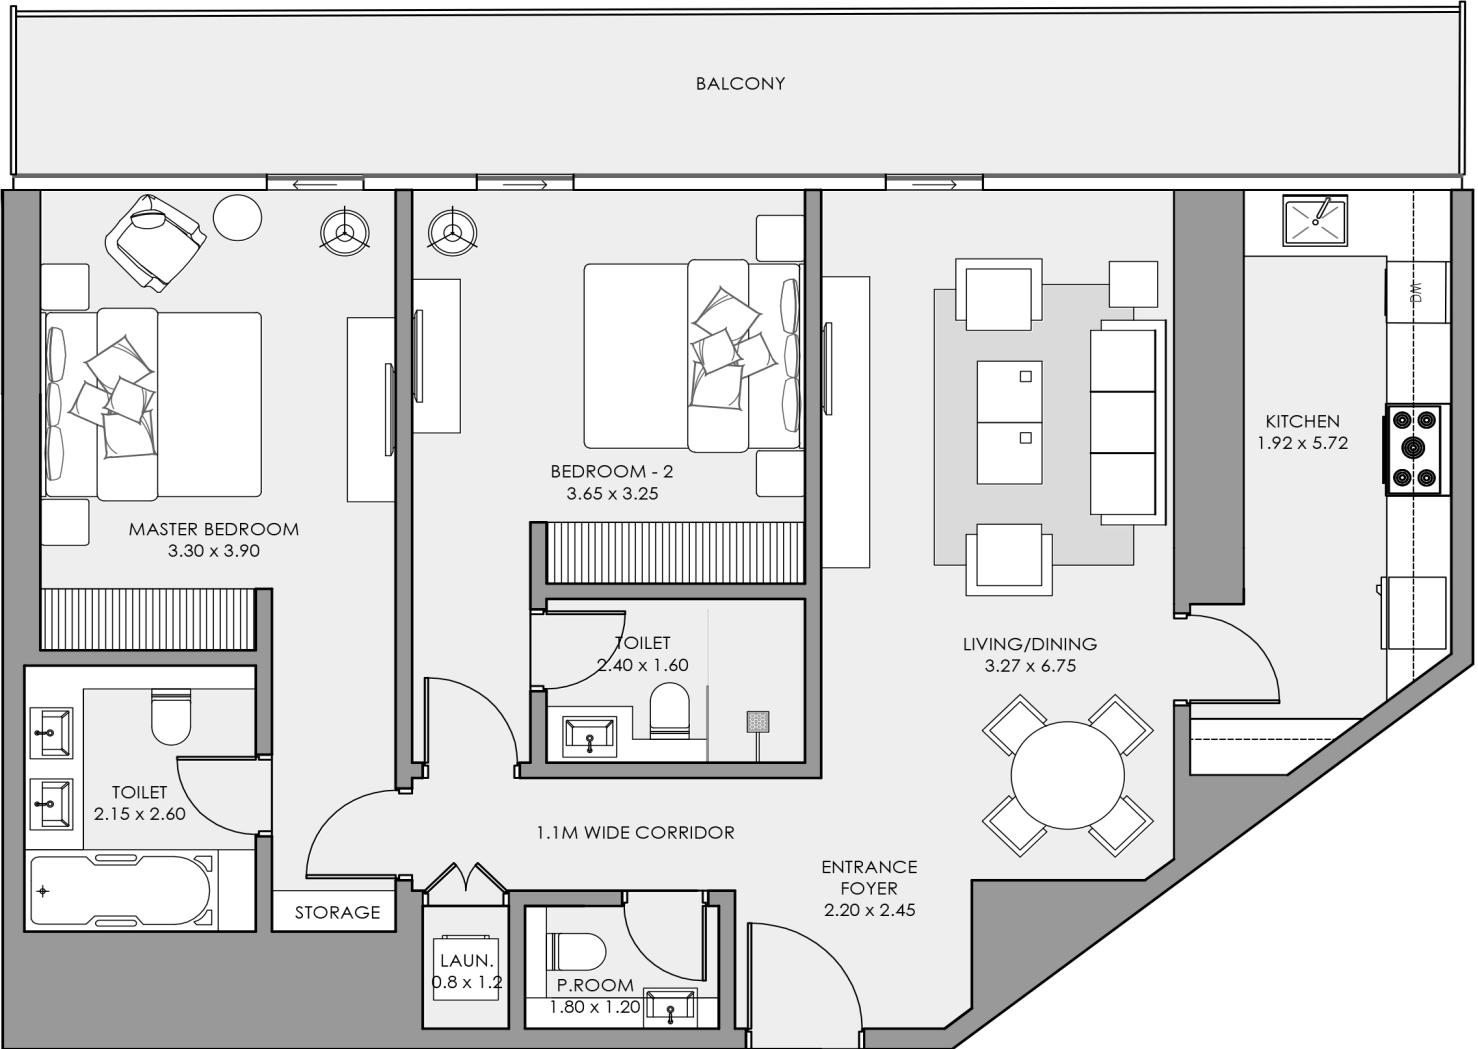 BALCONY
DW
KITCHEN
1.92 x 5.72
BEDROOM - 2
3.65 x 3.25
MASTER BEDROOM
3.30 x 3.90
TOILET
2.40 x 1.60
LIVING/DINING
3.27 x 6.75
TOILET
2.15 x 2.60
1.1M WIDE CORRIDOR
ENTRANCE
FOYER
2.20 x 2.45
STORAGE
LAUN.
0.8 x 1.2
P.ROOM
1.80 x 1.20